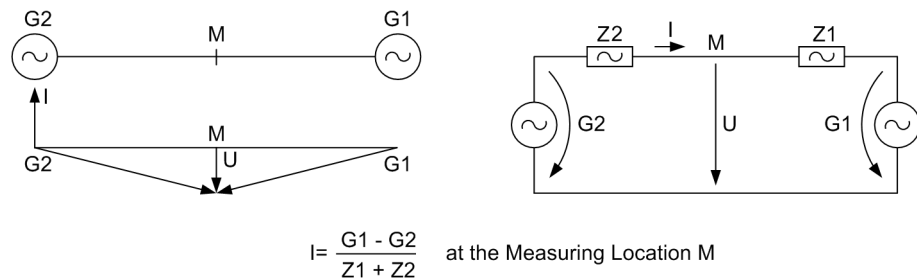 G2
M
G1
I
M
G2
U
G1
Z2
I
M
Z1
G2
U
G1
I= G1 - G2 / Z1 + Z2 at the Measuring Location M